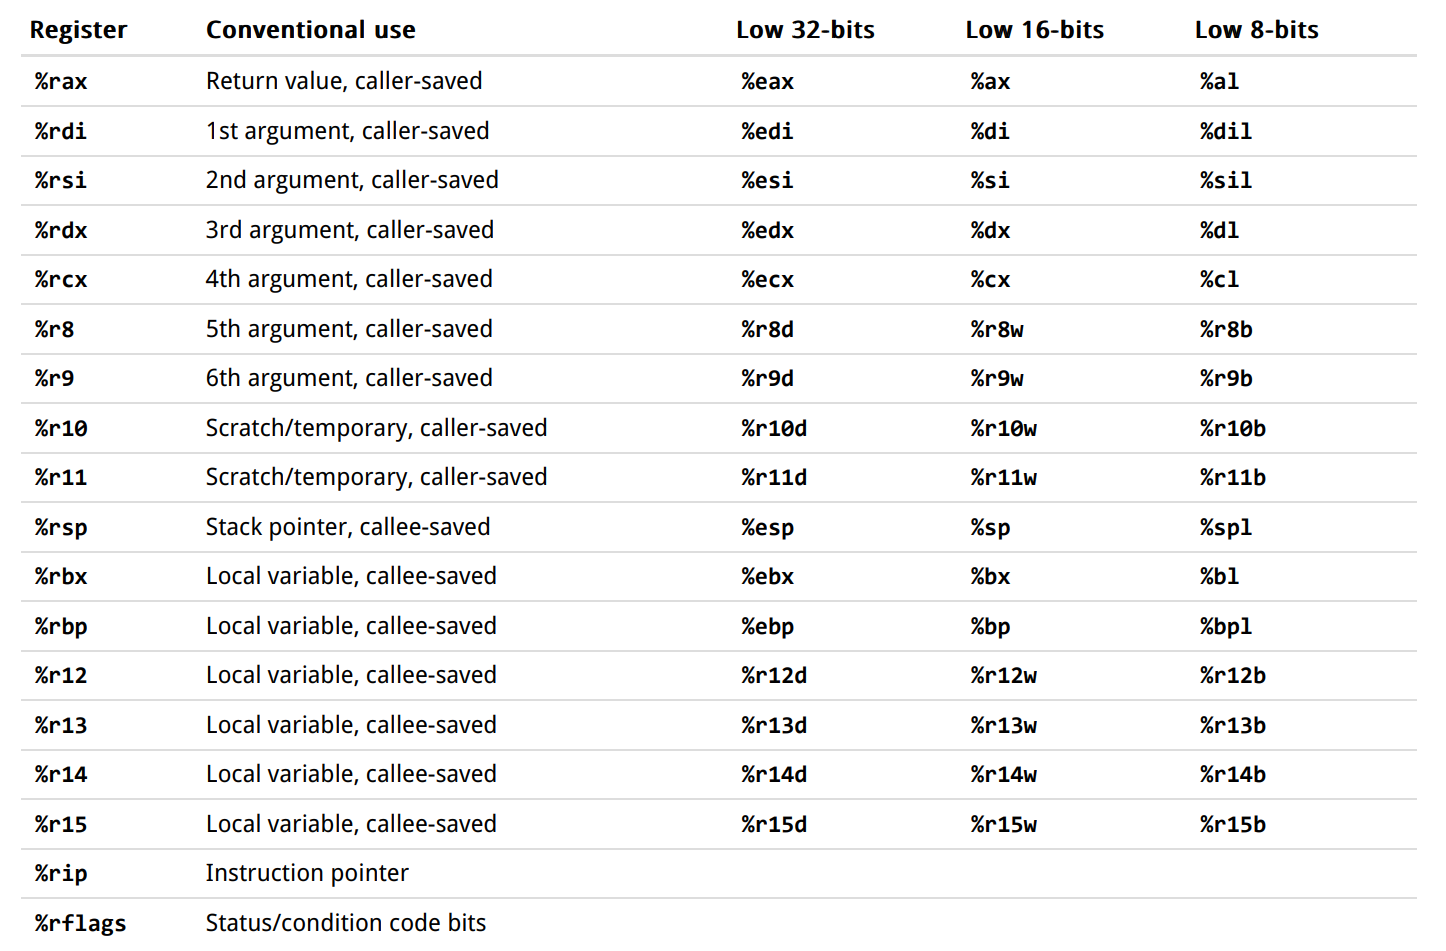 Register Conventional use Low 32-bits Low 16-bits Low 8-bits
%rax Return value, caller-saved %eax %ax %al
%rdi 1st argument, caller-saved %edi %di %dil
%rsi 2nd argument, caller-saved %esi %si %sil
%rdx 3rd argument, caller-saved %edx %dx %dl
%rcx 4th argument, caller-saved %ecx %cx %cl
%r8 5th argument, caller-saved %r8d %r8w %r8b
%r9 6th argument, caller-saved %r9d %r9w %r9b
%r10 Scratch/temporary, caller-saved %r10d %r10w %r10b
%r11 Scratch/temporary, caller-saved %r11d %r11w %r11b
%rsp Stack pointer, callee-saved %esp %sp %spl
%rbx Local variable, callee-saved %ebx %bx %bl
%rbp Local variable, callee-saved %ebp %bp %bpl
%r12 Local variable, callee-saved %r12d %r12w %r12b
%r13 Local variable, callee-saved %r13d %r13w %r13b
%r14 Local variable, callee-saved %r14d %r14w %r14b
%r15 Local variable, callee-saved %r15d %r15w %r15b
%rip Instruction pointer
%rflags Status/condition code bits